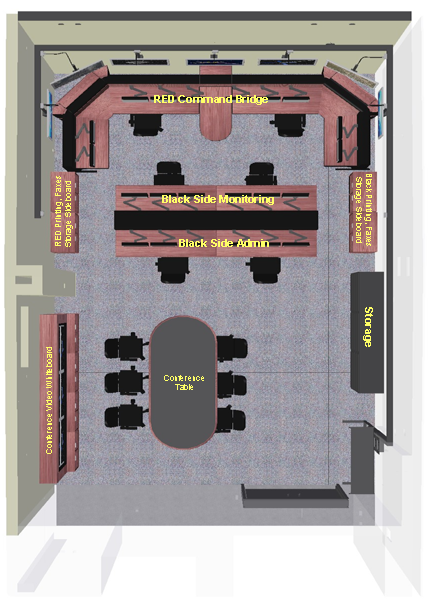 RED Command Bridge
RED Printing, Faxes
Storage Sideboard
Black Printing, Faxes
Storage Sideboard
Black Side Monitoring
Black Side Admin
Storage
Conference Video Whiteboard
Conference
Table